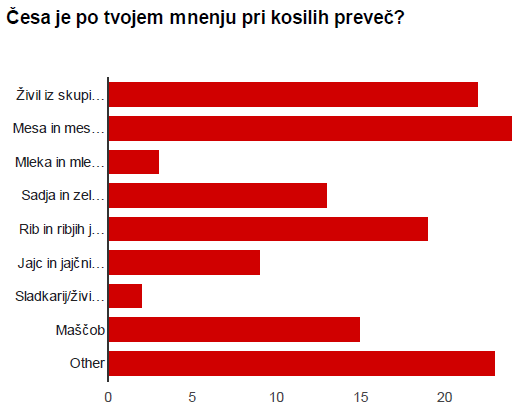 Česa je po tvojem mnenju pri kosilih preveč?
Živil iz skupi…
Mesa in mes…
Mleka in mle…
Sadja in zel…
Rib in ribjih j…
Jajc in jajčni…
Sladkarij/živi…
Maščob
Other
0 5 10 15 20